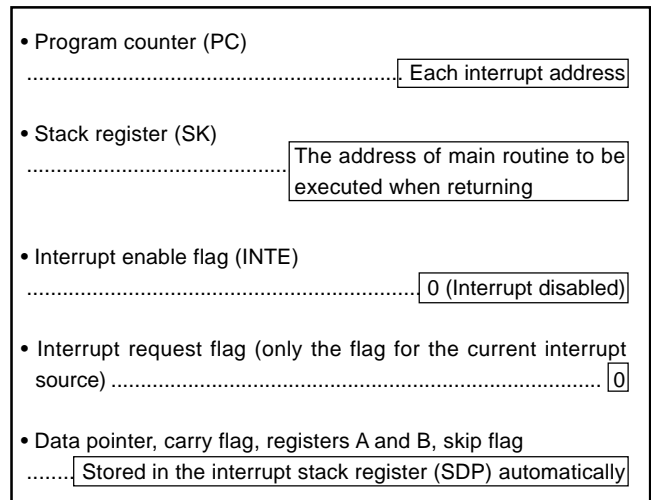 • Program counter (PC)
.............................................................. Each interrupt address
• Stack register (SK)
........................................... The address of main routine to be
executed when returning
• Interrupt enable flag (INTE)
................................................................. 0 (Interrupt disabled)
• Interrupt request flag (only the flag for the current interrupt
source) ................................................................................ 0
• Data pointer, carry flag, registers A and B, skip flag
........ Stored in the interrupt stack register (SDP) automatically